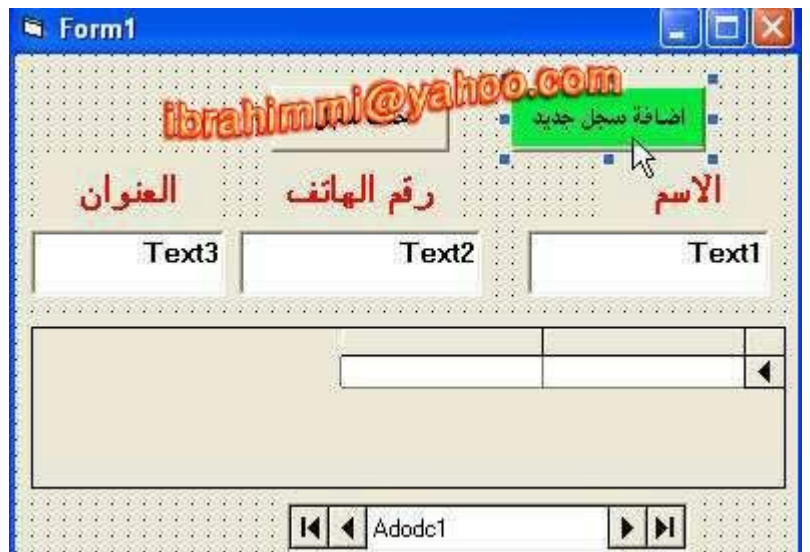 Form1
ibrahimmi@yahoo.com
اضافة سجل جديد
الاسم رقم الهاتف العنوان
Text1 Text2 Text3
Adodc1